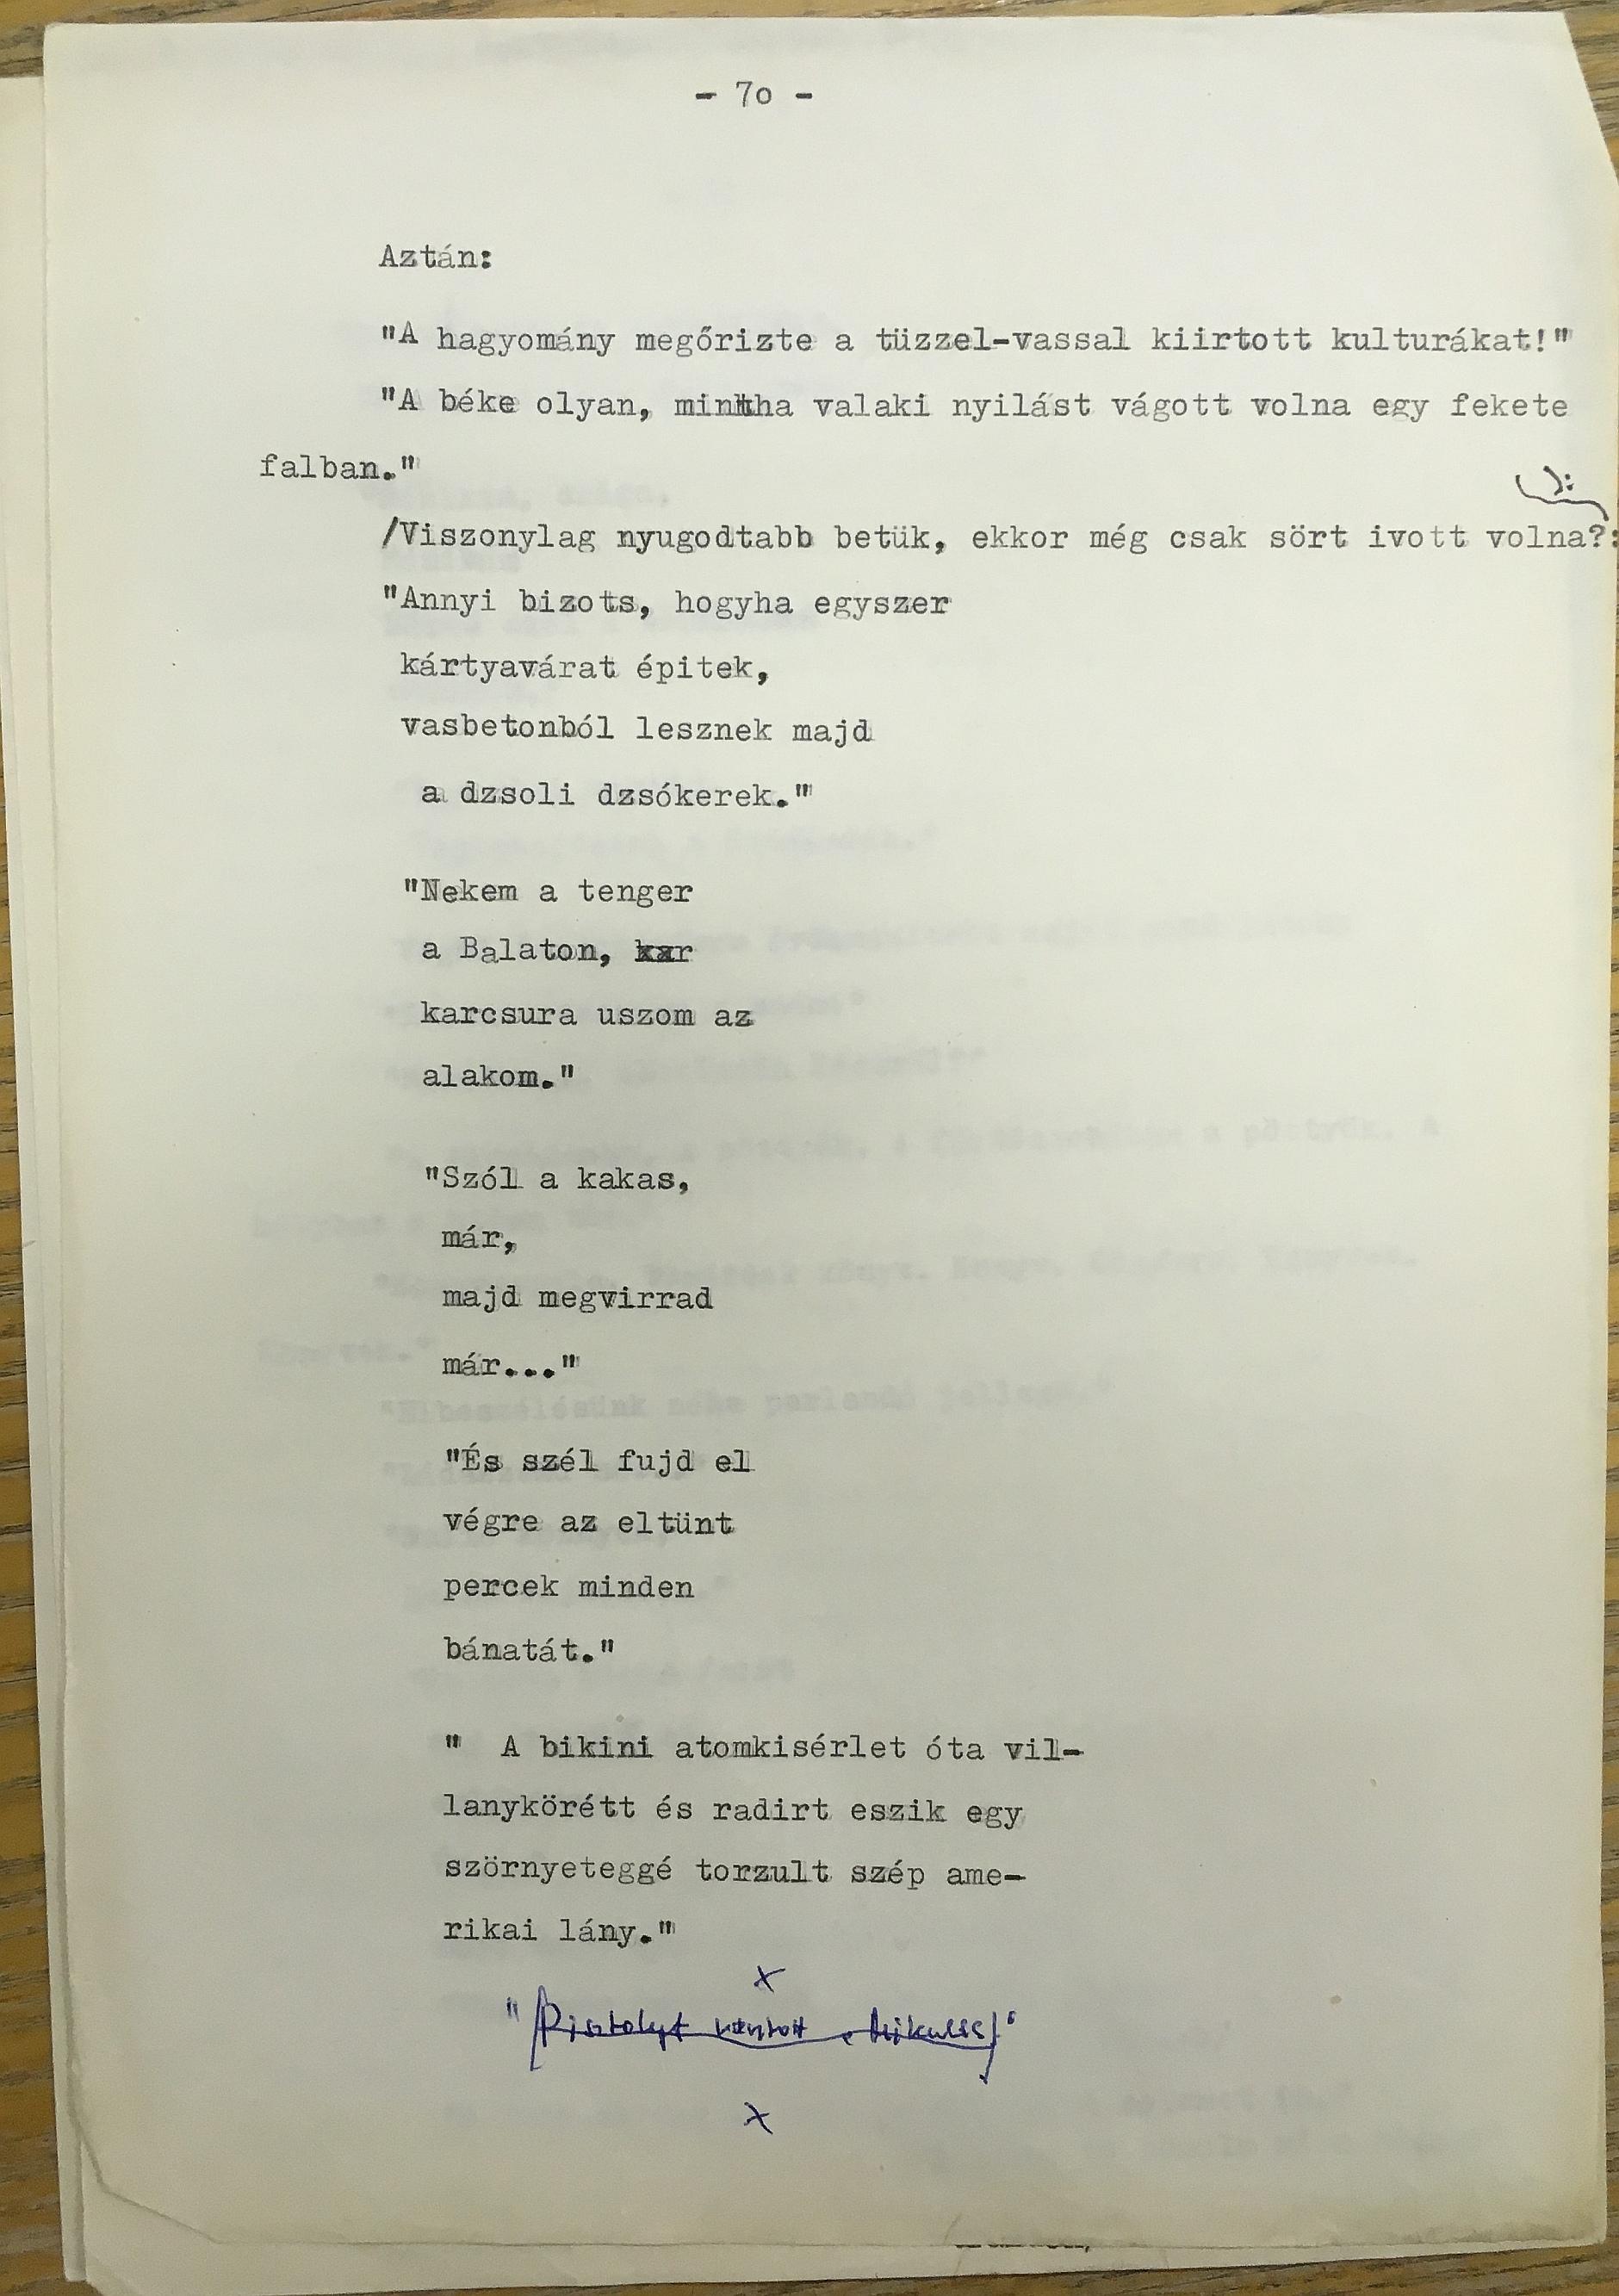 - 7o -
Aztán:
"A hagyomány megőrizte a tüzzel-vassal kiirtott kulturákat!"
"A béke olyan, mintha valaki nyilást vágott volna egy fekete
falban."
):
/Viszonylag nyugodtabb betük, ekkor még csak sört ivott volna?:
"Annyi bizots, hogyha egyszer
kártyavárat épitek,
vasbetonból lesznek majd
a dzsoli dzsókerek."
"Nekem a tenger
a Balaton, kar
karcsura uszom az
alakom."
"Szól a kakas,
már,
majd megvirrad
már..."
"És szél fujd el
végre az eltünt
percek minden
bánatát."
" A bikini atomkisérlet óta vil-
lanykörétt és radirt eszik egy
szörnyeteggé torzult szép ame-
rikai lány."
x
"Pisztolyt rántott a Mikulás!"
x